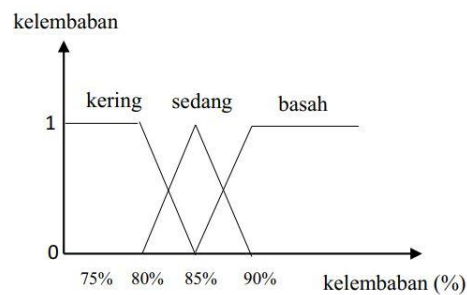 kelembaban
kering sedang basah
1
0
75% 80% 85% 90%
kelembaban (%)